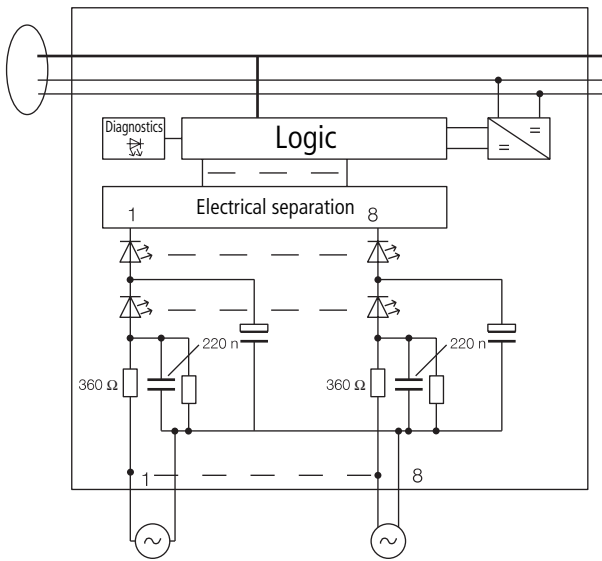 Diagnostics
Logic
=
=
Electrical separation
1
8
220 n
220 n
360 Ω
360 Ω
1
8
~
~